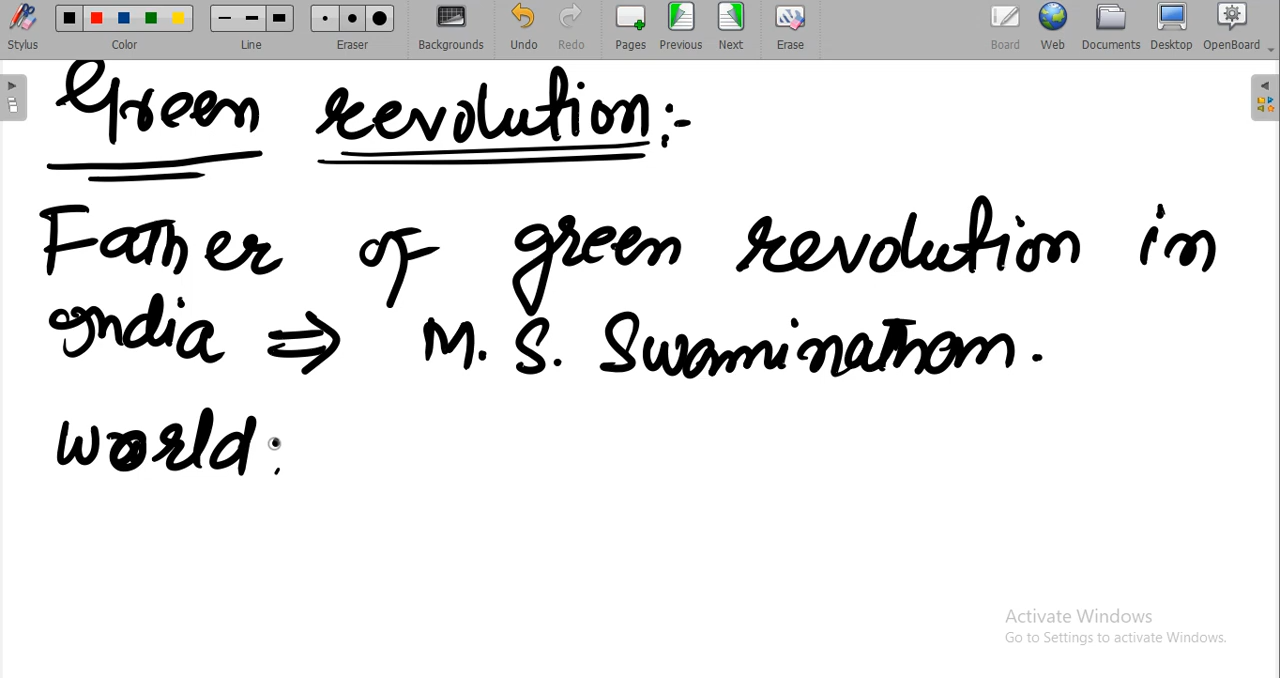 Stylus Color Line Eraser Backgrounds Undo Redo Pages Previous Next Erase Board Web Documents Desktop OpenBoard
Green revolution:-
Father of green revolution in
India ⇒ M. S. Swaminathan.
World:
Activate Windows
Go to Settings to activate Windows.